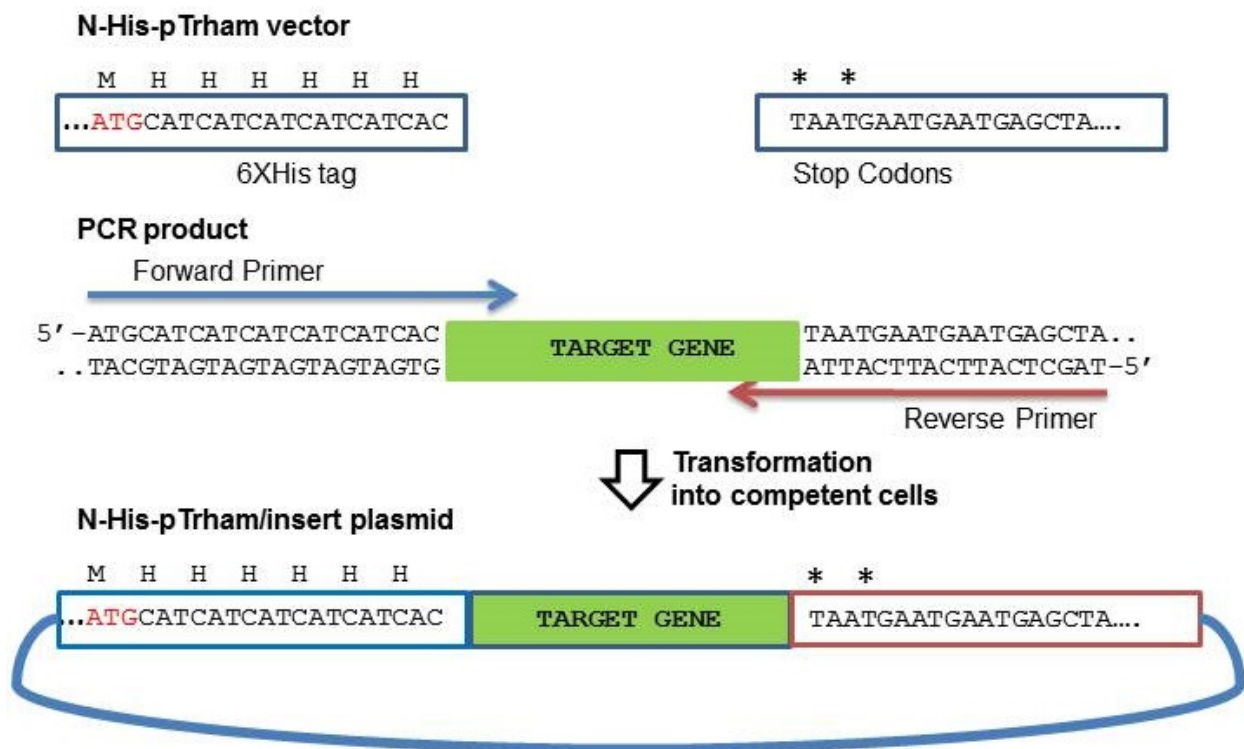 N-His-pTrham vector
M H H H H H H * *
...ATGCATCATCATCATCATCAC TAATGAATGAATGAGCTA....
6XHis tag Stop Codons
PCR product
Forward Primer
5'-ATGCATCATCATCATCATCAC TARGET GENE TAATGAATGAATGAGCTA..
..TACGTAGTAGTAGTAGTAGTG ATTACTTACTTACTCGAT-5'
Reverse Primer
Transformation
into competent cells
N-His-pTrham/insert plasmid
M H H H H H H * *
...ATGCATCATCATCATCATCAC TARGET GENE TAATGAATGAATGAGCTA....